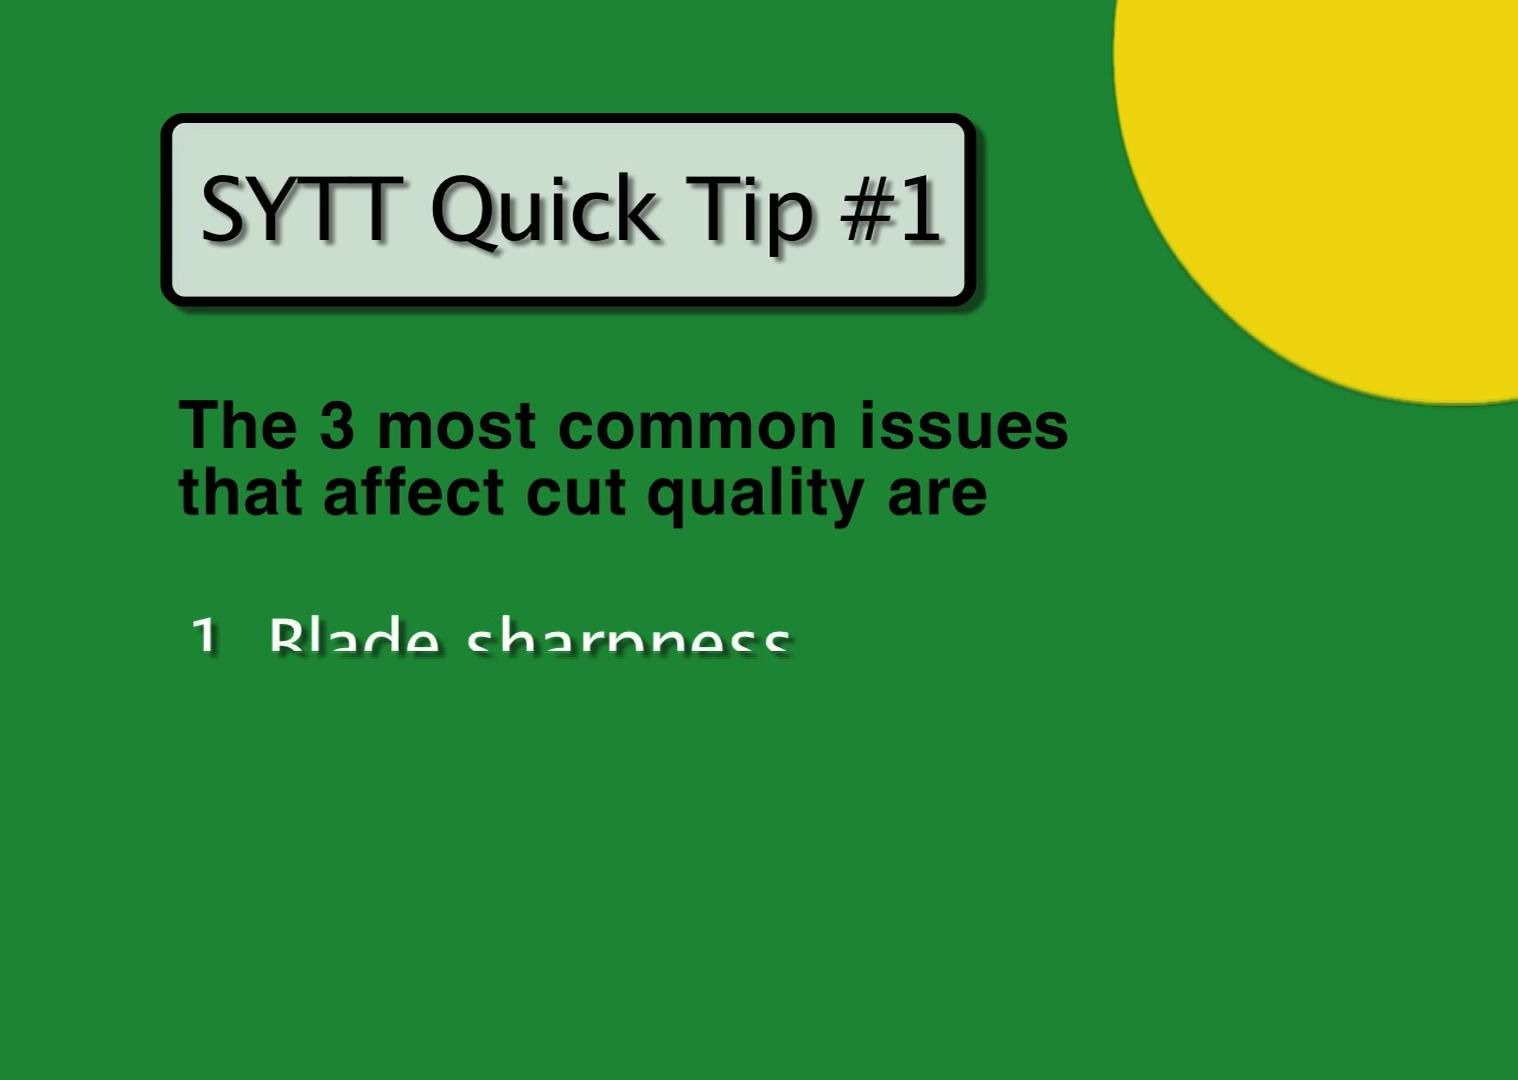 SYTT Quick Tip #1
The 3 most common issues
that affect cut quality are
1 Blade sharpness